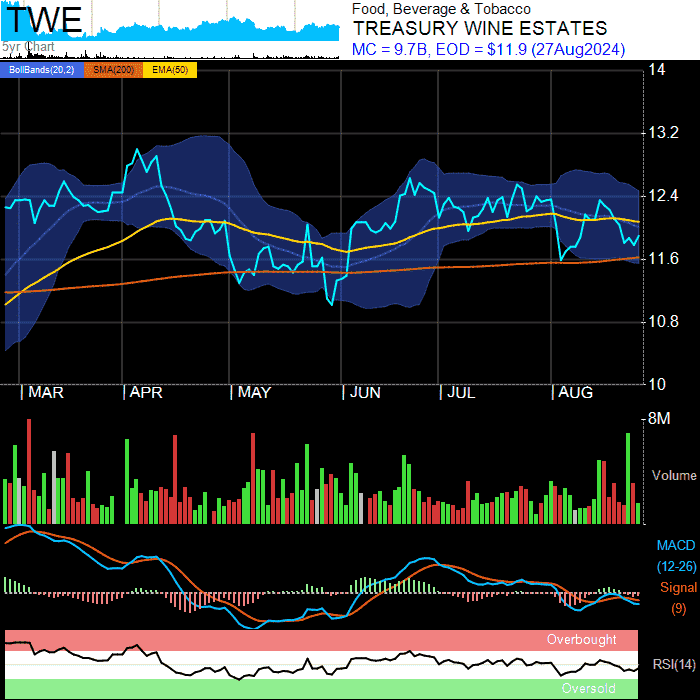 TWE
5yr Chart
Food, Beverage & Tobacco
TREASURY WINE ESTATES
MC = 9.7B, EOD = $11.9 (27Aug2024)
BollBands(20,2) SMA(200) EMA(50)
14
13.2
12.4
11.6
10.8
10
MAR APR MAY JUN JUL AUG
8M
Volume
MACD
(12-26)
Signal
(9)
Overbought
RSI(14)
Oversold